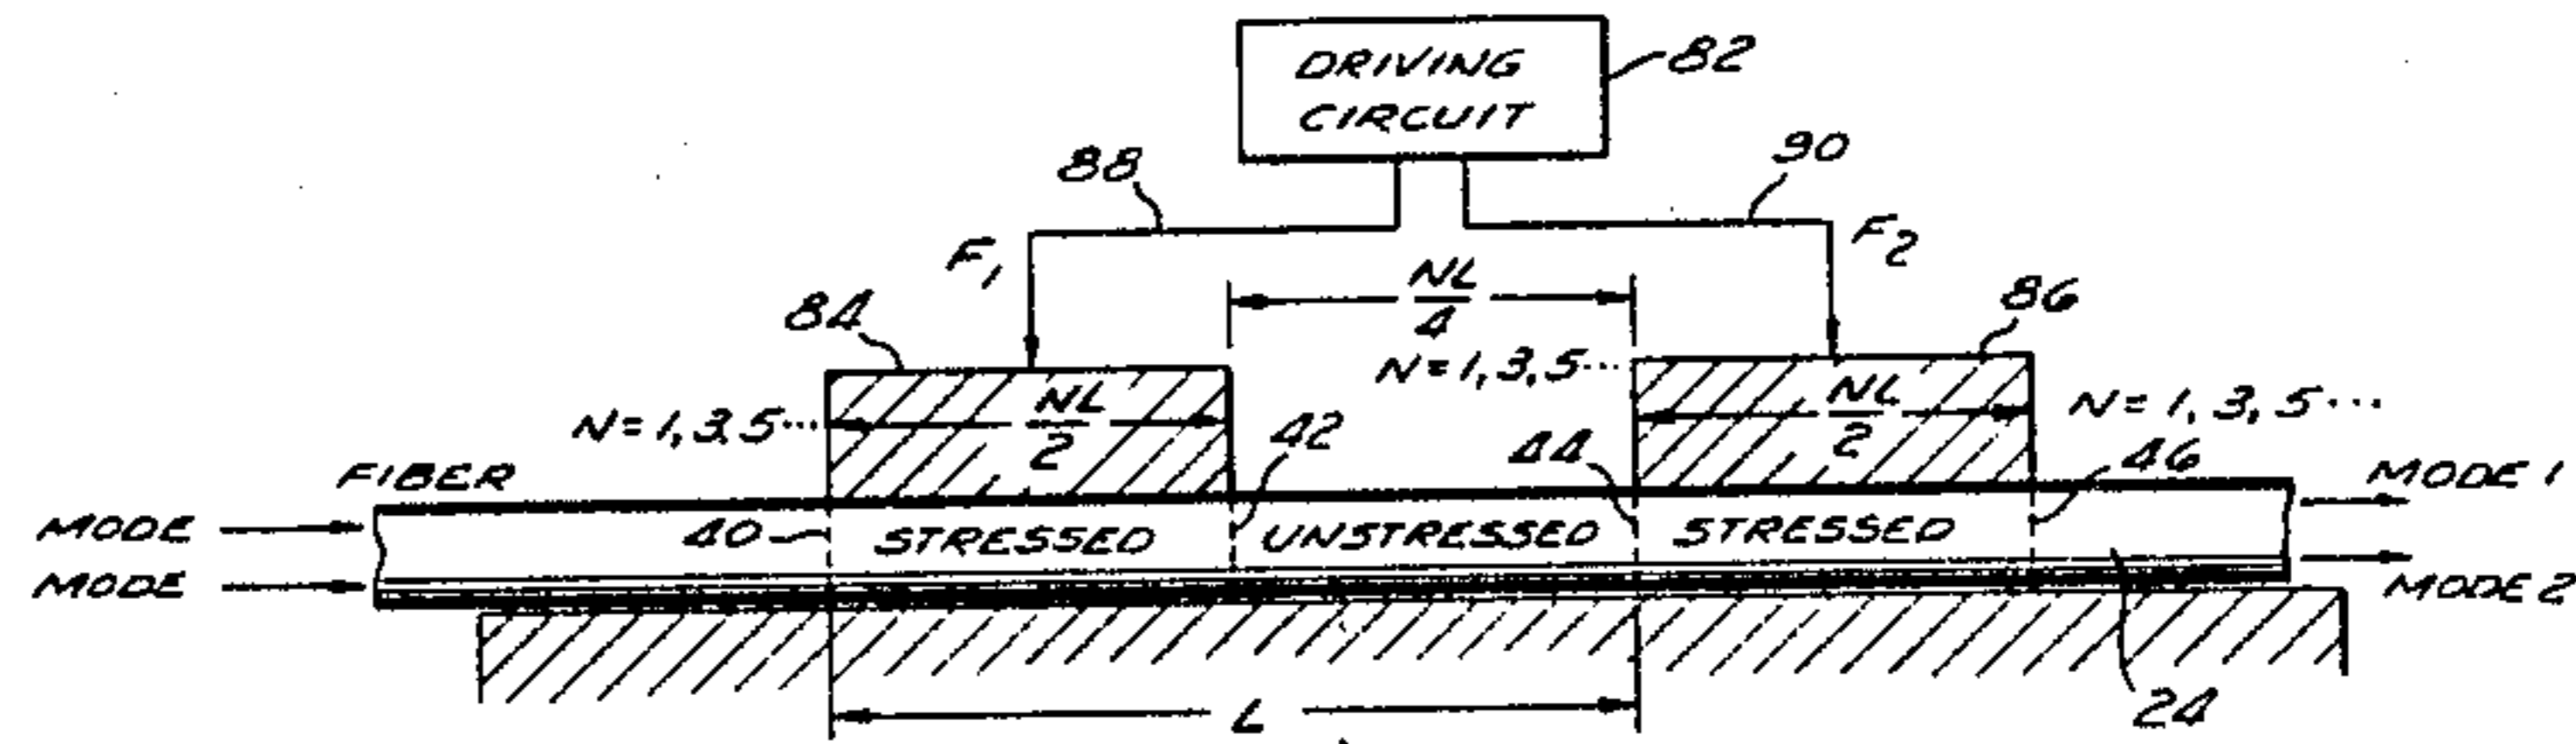 DRIVING
CIRCUIT
82
88
90
F1
F2
NL
4
84
86
N=1,3,5...
NL
2
NL
2
N=1,3,5...
N=1,3,5...
42
44
46
FIBER
MODE 1
MODE
40
STRESSED
UNSTRESSED
STRESSED
MODE
MODE 2
24
L